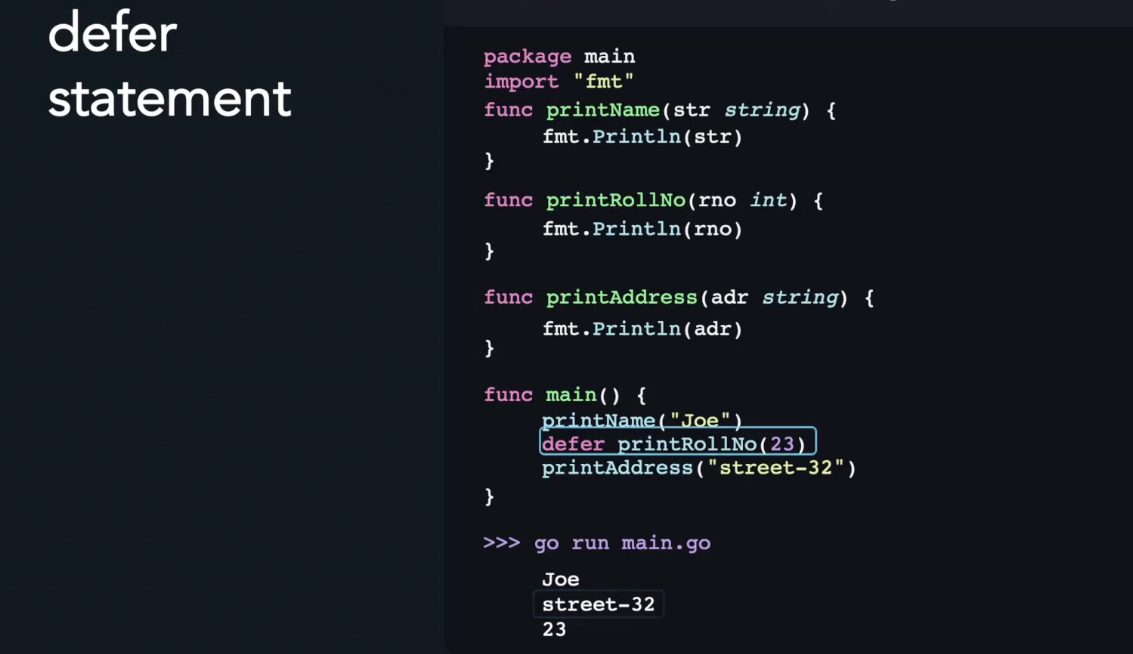 defer
statement
package main
import "fmt"
func printName(str string) {
fmt.Println(str)
}
func printRollNo(rno int) {
fmt.Println(rno)
}
func printAddress(adr string) {
fmt.Println(adr)
}
func main() {
printName("Joe")
defer printRollNo(23)
printAddress("street-32")
}
>>> go run main.go
Joe
street-32
23